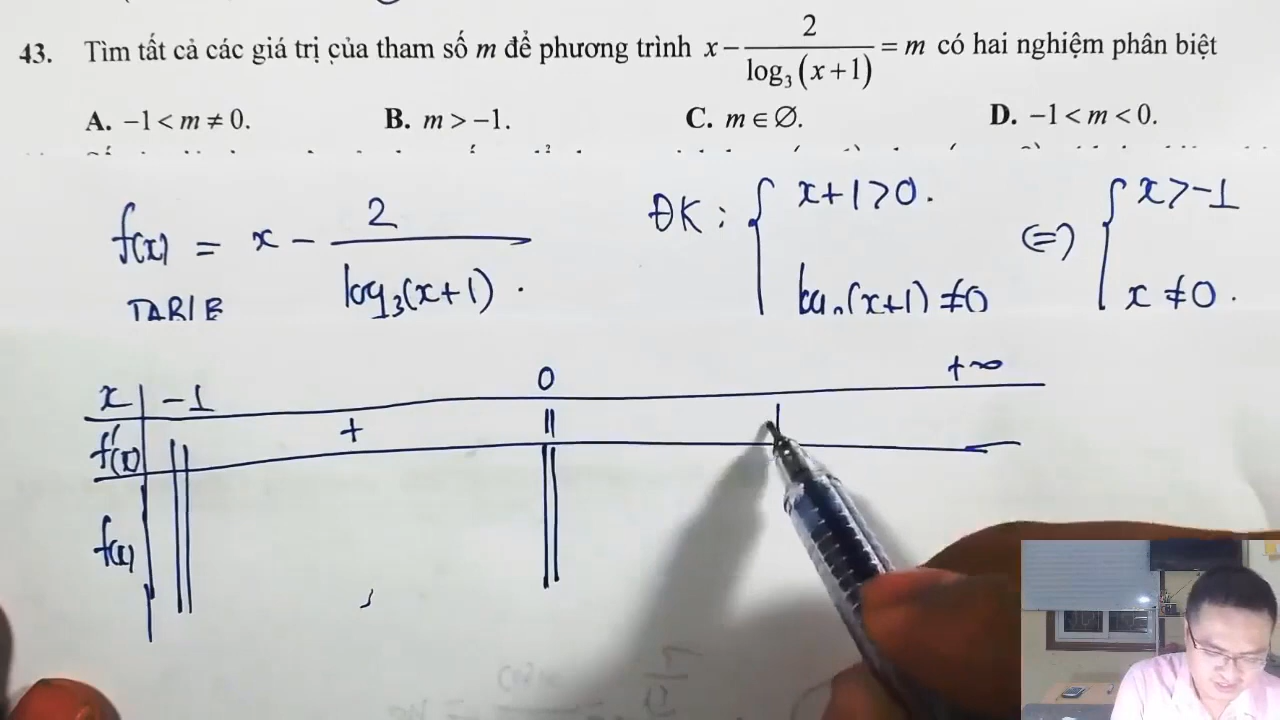 43. Tìm tất cả các giá trị của tham số m để phương trình x − 2 / log₃(x+1) = m có hai nghiệm phân biệt
A. −1 < m ≠ 0. B. m > −1. C. m ∈ ∅. D. −1 < m < 0.
f(x) = x − 2 / log₃(x+1) .
ĐK : { x+1 > 0 . ⇔ { x > −1
(x+1) ≠ 0 x ≠ 0 .
TABLE
x −1 0 +∞
f'(x) + ||
f(x)